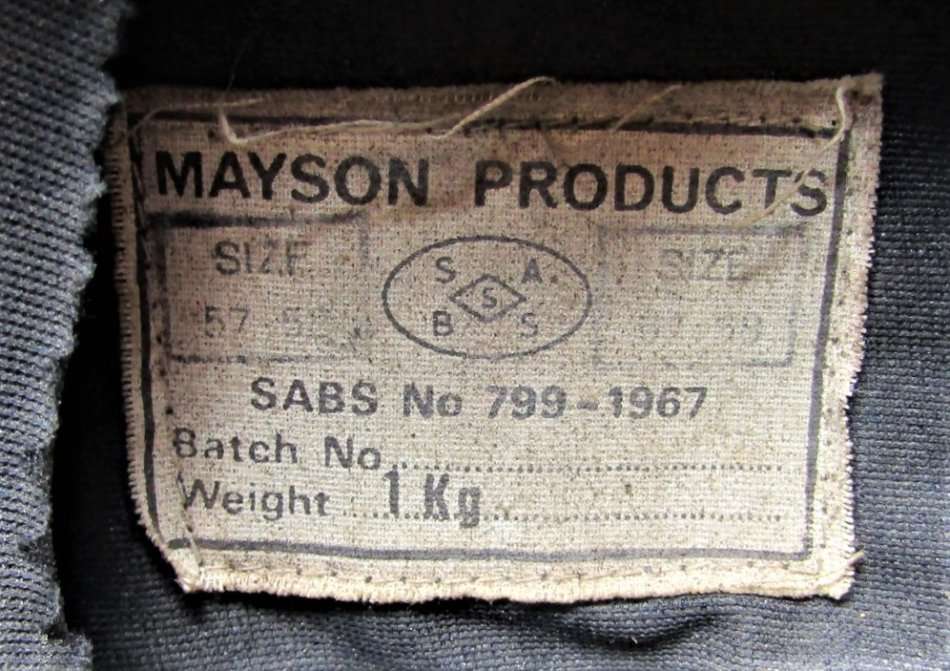 MAYSON PRODUCTS
SIZE SIZE
S A
S
B S
SABS No 799-1967
Batch No
Weight 1 Kg